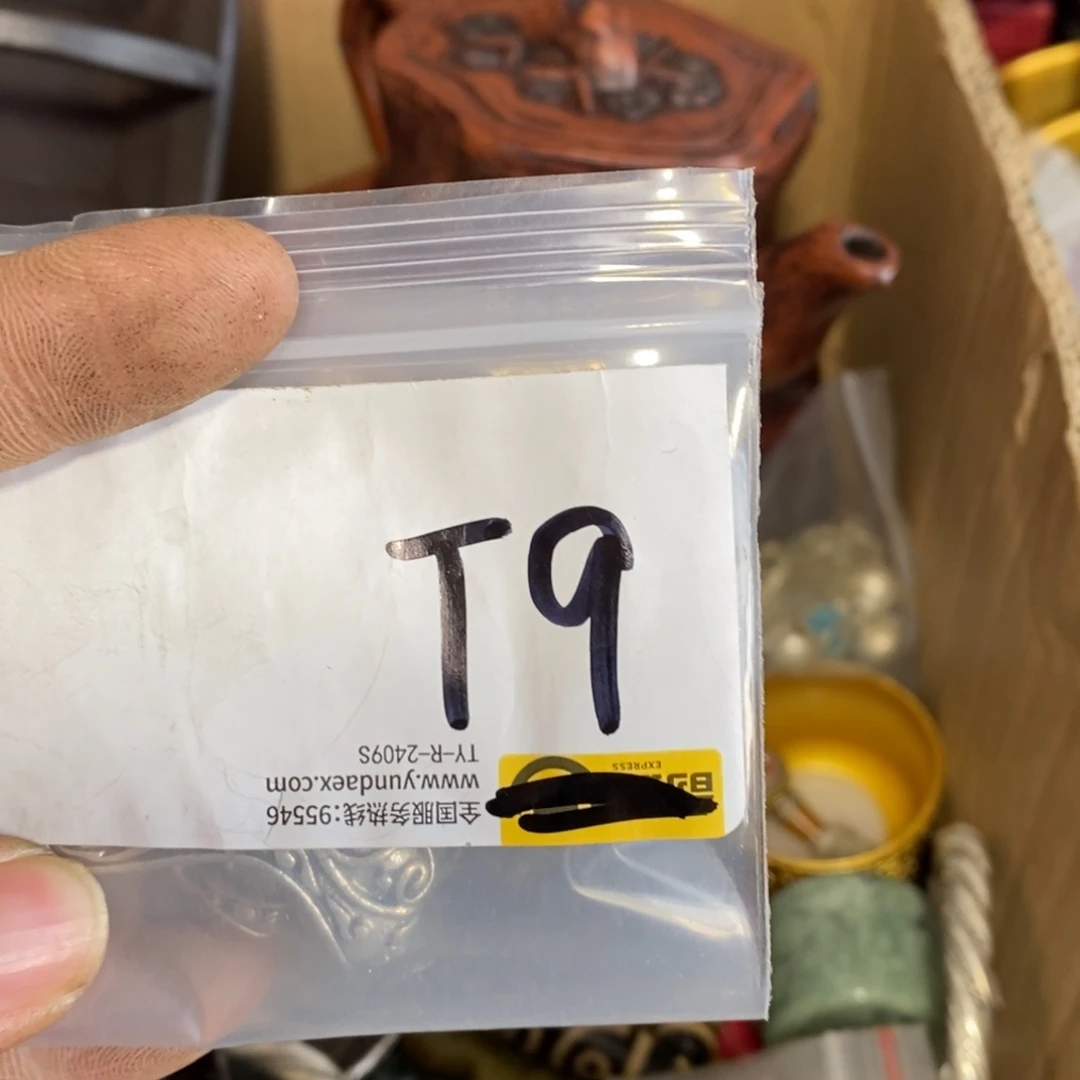 T9
全国服务热线:95546
www.yundaex.com
TY-R-2409S
EXPRESS